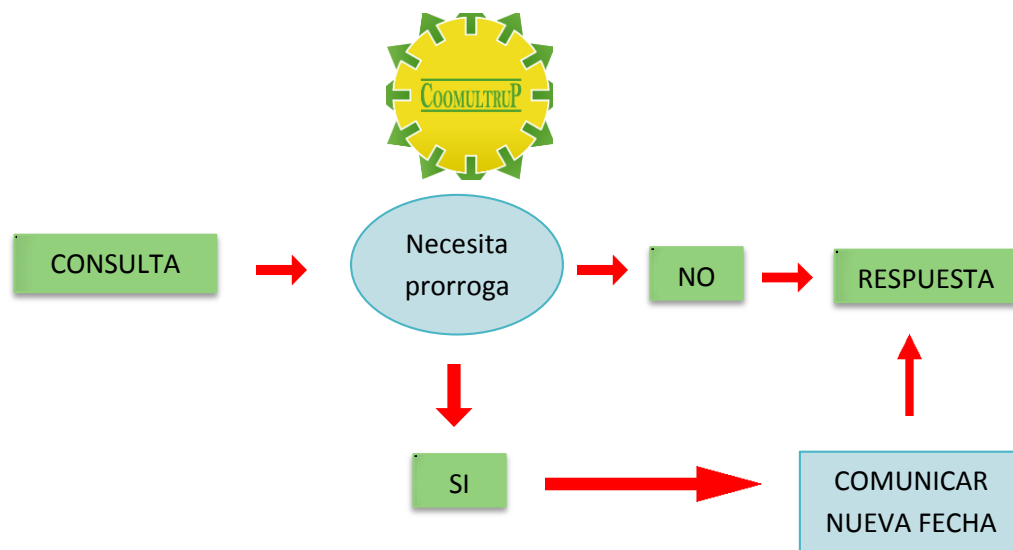 COOMULTRUP
CONSULTA
Necesita
prorroga
NO
RESPUESTA
SI
COMUNICAR
NUEVA FECHA